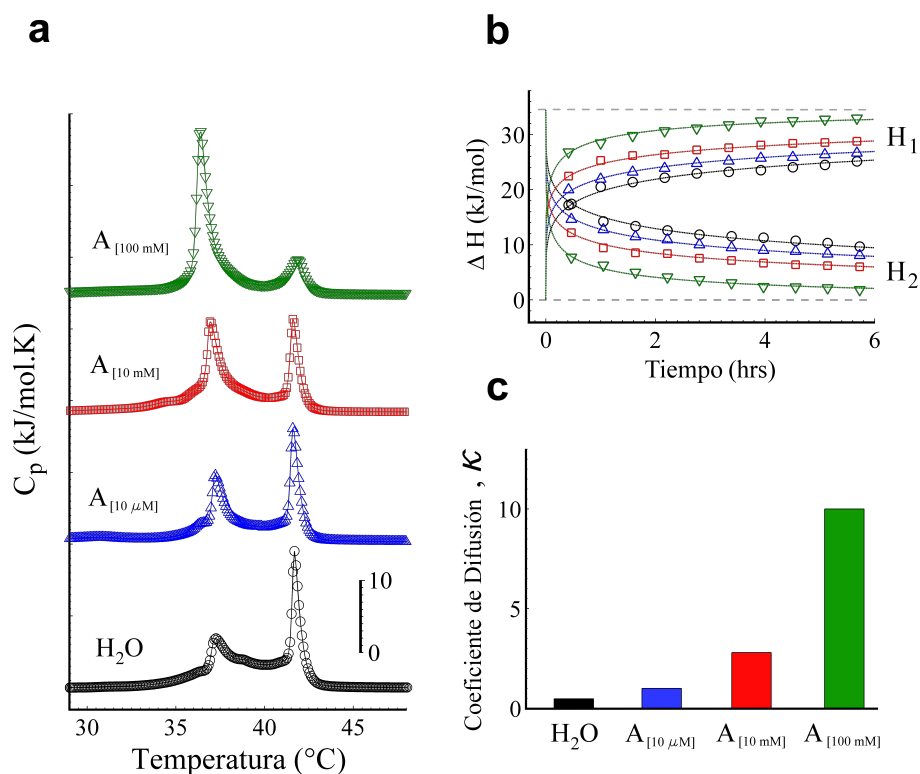 a
C_p (kJ/mol.K)
A [100 mM]
A [10 mM]
A [10 μM]
H₂O
10
0
30 35 40 45
Temperatura (°C)
b
Δ H (kJ/mol)
30
20
10
0
H₁
H₂
0 2 4 6
Tiempo (hrs)
c
Coeficiente de Difusión , κ
10
5
0
H₂O A [10 μM] A [10 mM] A [100 mM]